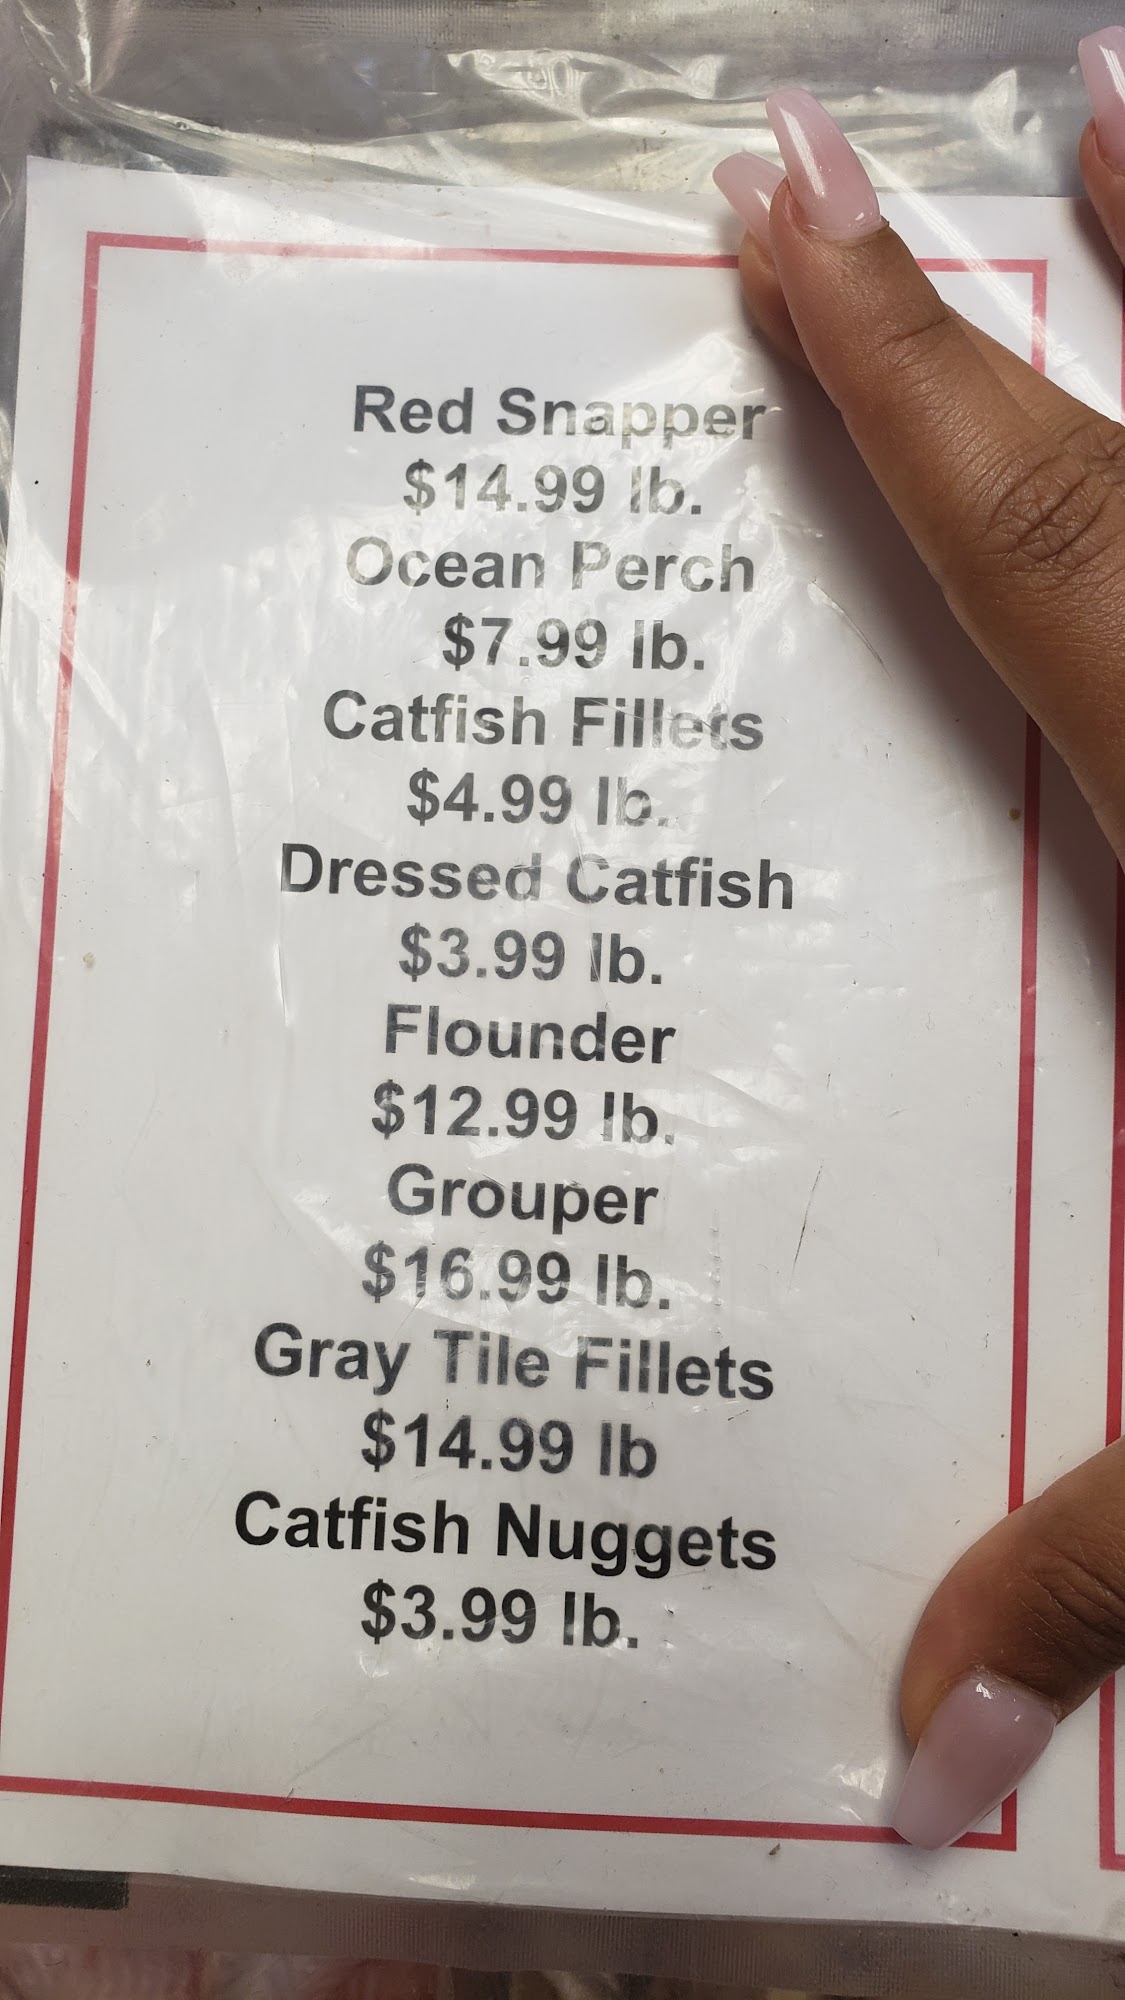 Red Snapper
$14.99 lb.
Ocean Perch
$7.99 lb.
Catfish Fillets
$4.99 lb.
Dressed Catfish
$3.99 lb.
Flounder
$12.99 lb.
Grouper
$16.99 lb.
Gray Tile Fillets
$14.99 lb
Catfish Nuggets
$3.99 lb.